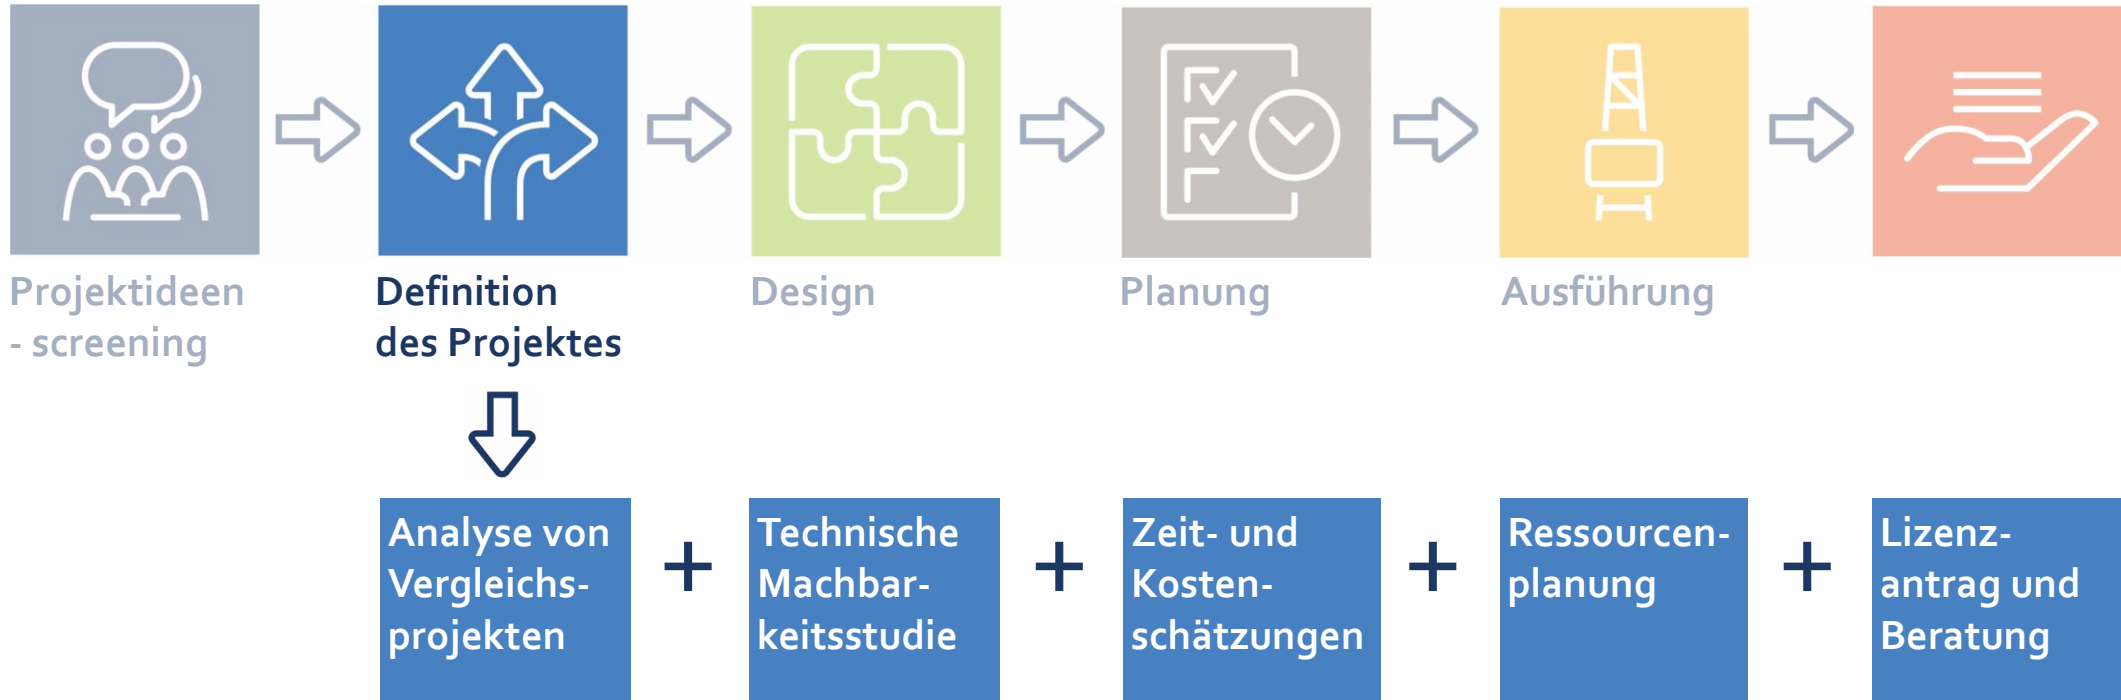 Projektideen
- screening
Definition
des Projektes
Design
Planung
Ausführung
Analyse von
Vergleichs-
projekten
+
Technische
Machbar-
keitsstudie
+
Zeit- und
Kosten-
schätzungen
+
Ressourcen-
planung
+
Lizenz-
antrag und
Beratung